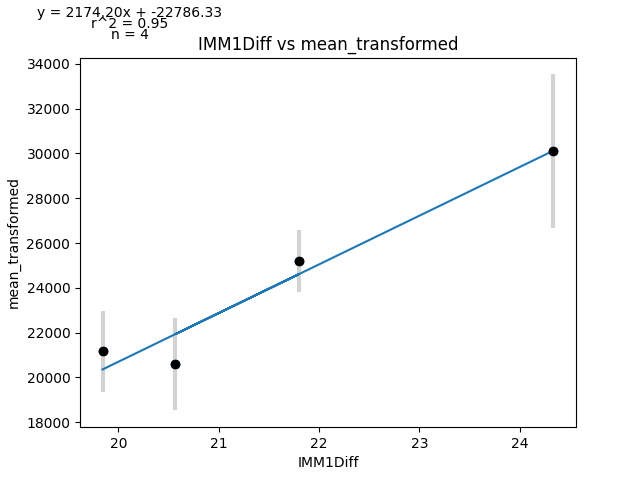 y = 2174.20x + -22786.33
r^2 = 0.95
n = 4
IMM1Diff vs mean_transformed
34000
32000
30000
28000
26000
24000
22000
20000
18000
mean_transformed
20 21 22 23 24
IMM1Diff